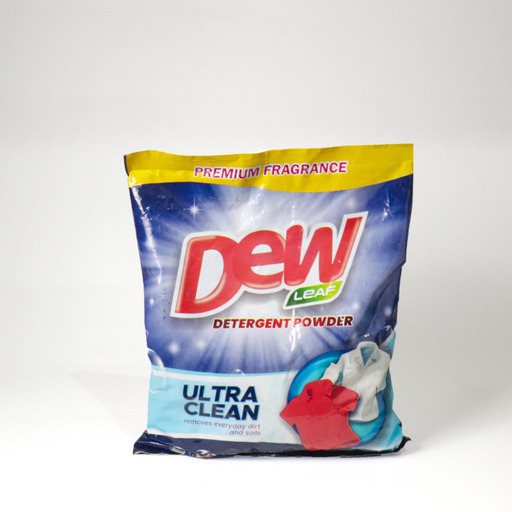 PREMIUM FRAGRANCE
Dew
LEAF
DETERGENT POWDER
ULTRA
CLEAN
removes everyday dirt
and soils